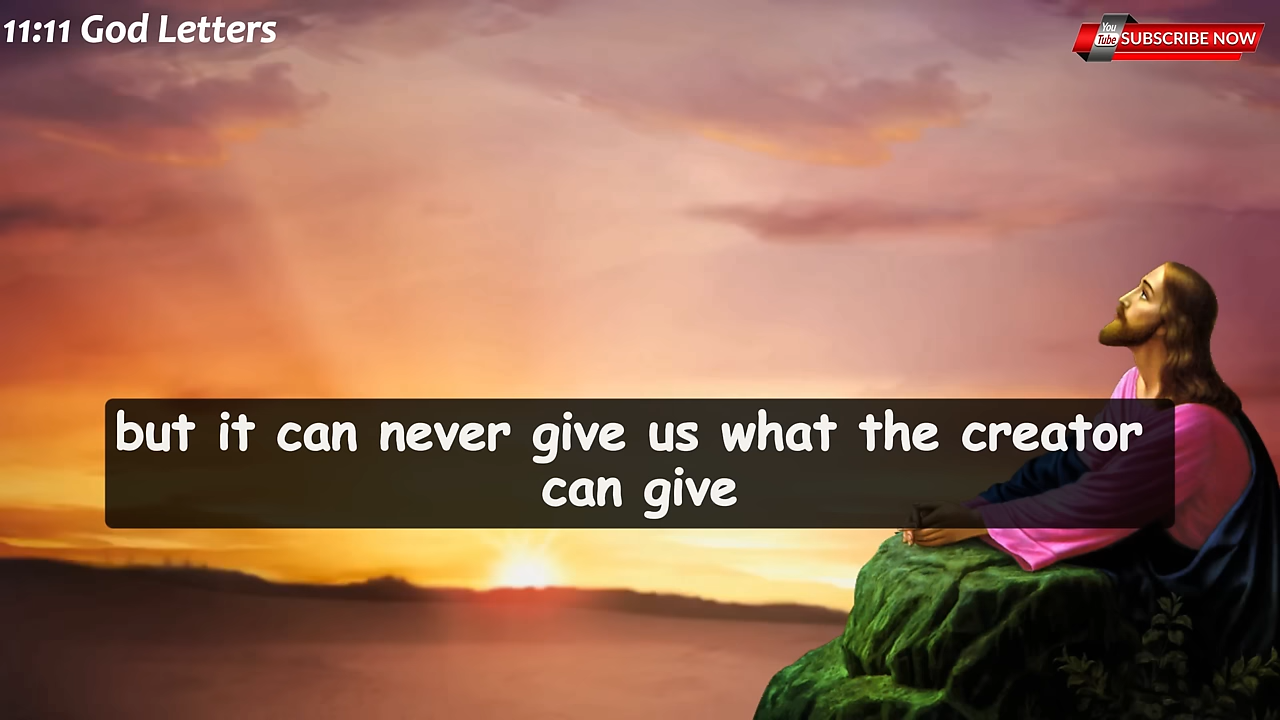 11:11 God Letters
You
Tube
SUBSCRIBE NOW
but it can never give us what the creator
can give